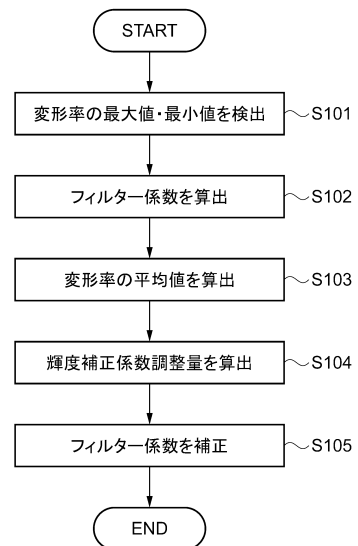 START
変形率の最大値・最小値を検出 S101
フィルター係数を算出 S102
変形率の平均値を算出 S103
輝度補正係数調整量を算出 S104
フィルター係数を補正 S105
END